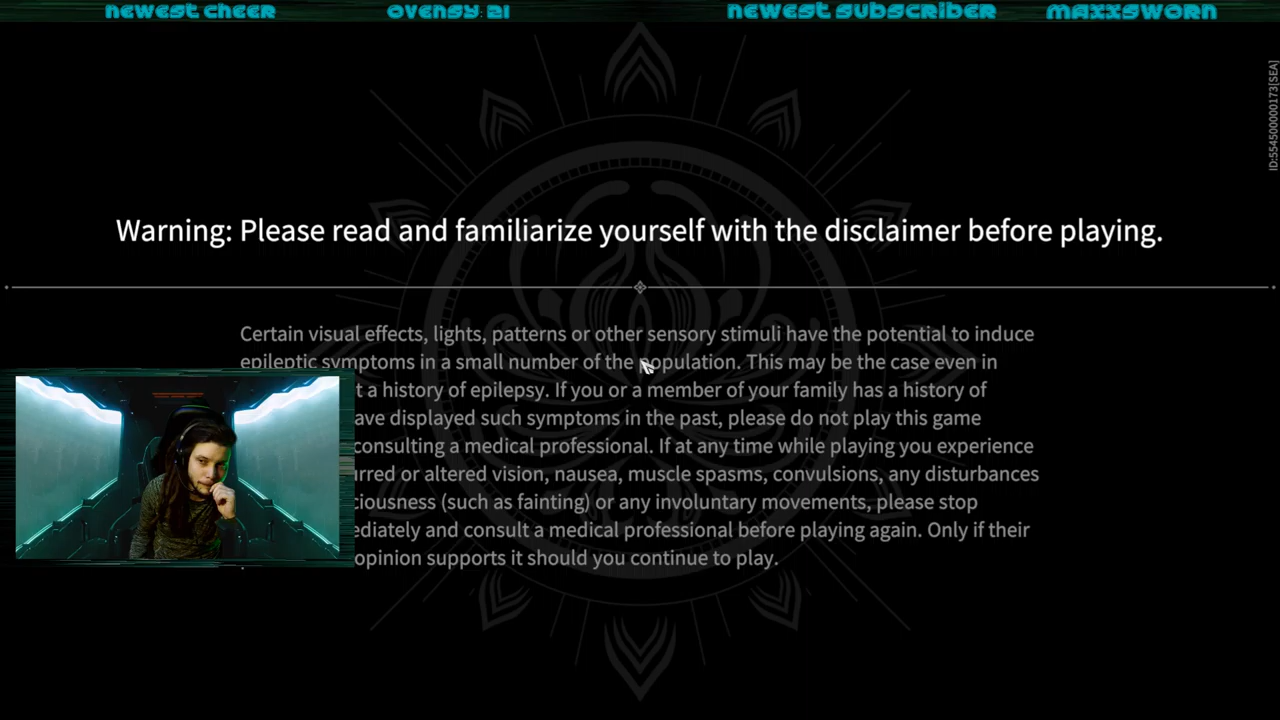 NEWEST CHEER OVENSY 21 NEWEST SUBSCRIBER MAXXSWORN
ID:554500000173[SEA]
Warning: Please read and familiarize yourself with the disclaimer before playing.
Certain visual effects, lights, patterns or other sensory stimuli have the potential to induce
epileptic symptoms in a small number of the population. This may be the case even in
t a history of epilepsy. If you or a member of your family has a history of
ave displayed such symptoms in the past, please do not play this game
consulting a medical professional. If at any time while playing you experience
rred or altered vision, nausea, muscle spasms, convulsions, any disturbances
ciousness (such as fainting) or any involuntary movements, please stop
ediately and consult a medical professional before playing again. Only if their
opinion supports it should you continue to play.